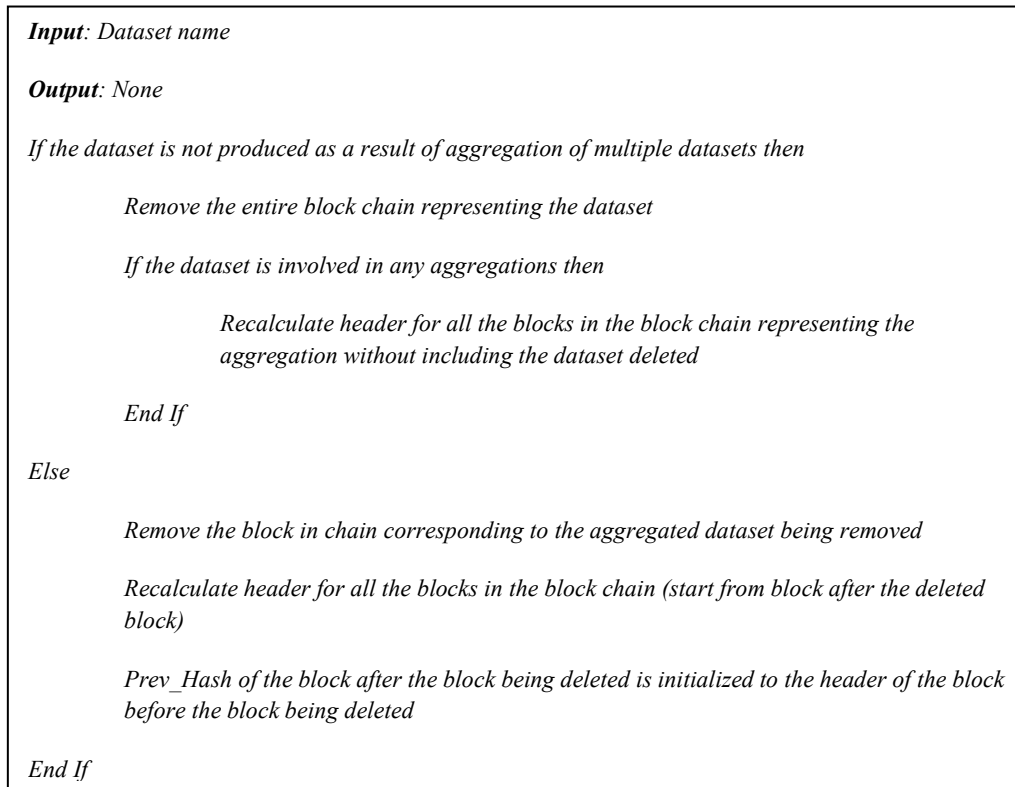 Input: Dataset name
Output: None
If the dataset is not produced as a result of aggregation of multiple datasets then
Remove the entire block chain representing the dataset
If the dataset is involved in any aggregations then
Recalculate header for all the blocks in the block chain representing the
aggregation without including the dataset deleted
End If
Else
Remove the block in chain corresponding to the aggregated dataset being removed
Recalculate header for all the blocks in the block chain (start from block after the deleted
block)
Prev_Hash of the block after the block being deleted is initialized to the header of the block
before the block being deleted
End If